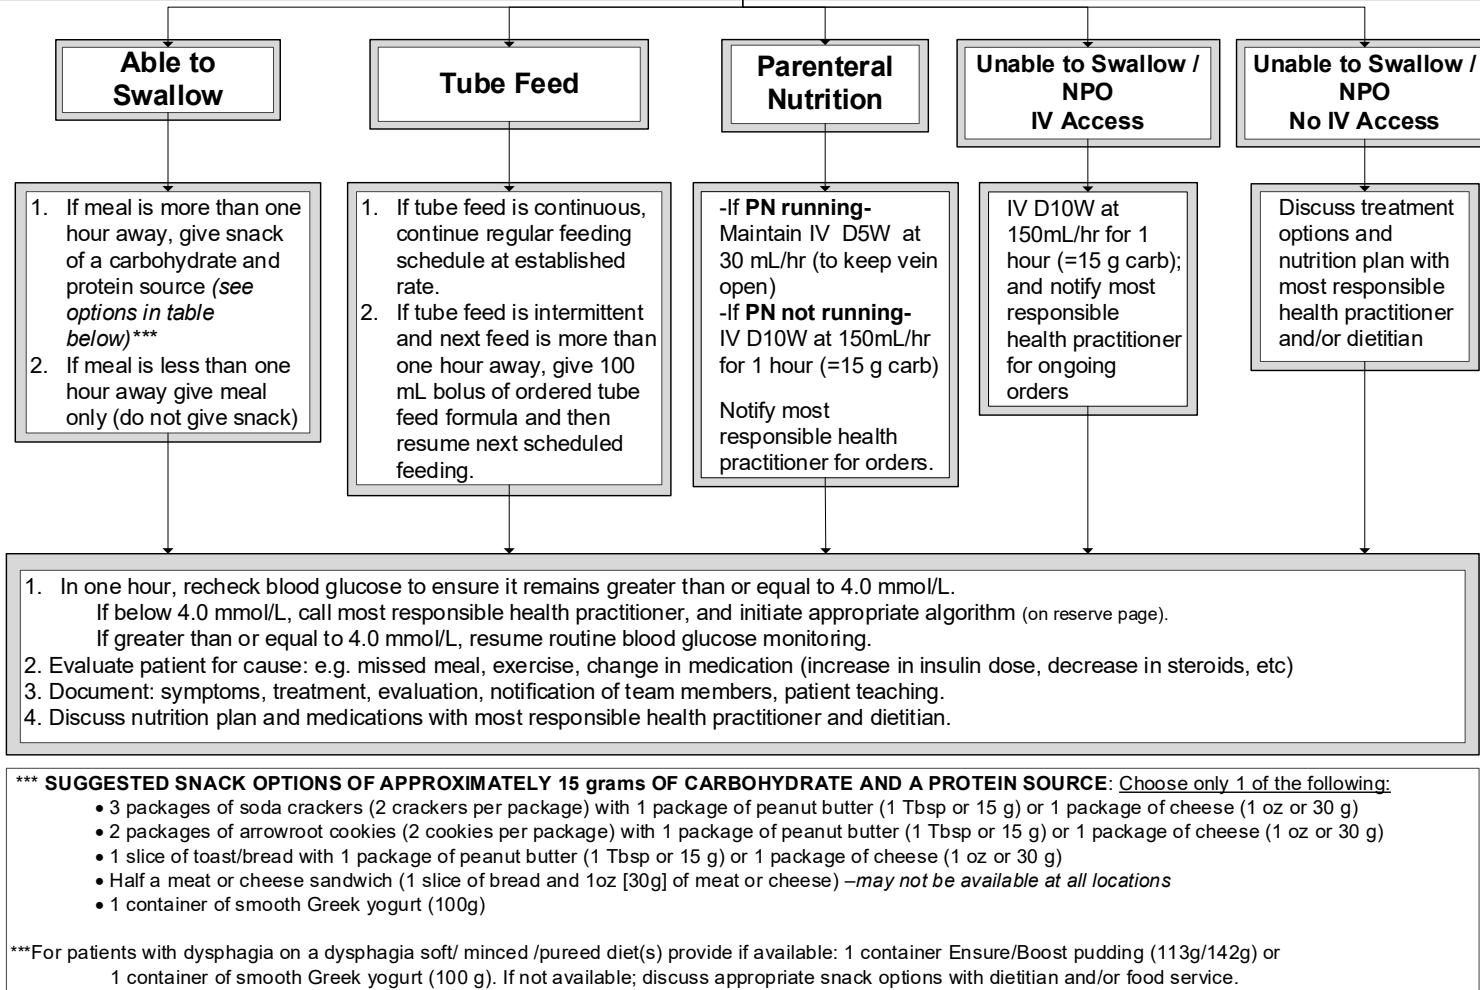 Able to
Swallow
Tube Feed
Parenteral
Nutrition
Unable to Swallow /
NPO
IV Access
Unable to Swallow /
NPO
No IV Access
1. If meal is more than one
hour away, give snack
of a carbohydrate and
protein source (see
options in table
below)***
2. If meal is less than one
hour away give meal
only (do not give snack)
1. If tube feed is continuous,
continue regular feeding
schedule at established
rate.
2. If tube feed is intermittent
and next feed is more than
one hour away, give 100
mL bolus of ordered tube
feed formula and then
resume next scheduled
feeding.
-If PN running-
Maintain IV D5W at
30 mL/hr (to keep vein
open)
-If PN not running-
IV D10W at 150mL/hr
for 1 hour (=15 g carb)
Notify most
responsible health
practitioner for orders.
IV D10W at
150mL/hr for 1
hour (=15 g carb);
and notify most
responsible
health practitioner
for ongoing
orders
Discuss treatment
options and
nutrition plan with
most responsible
health practitioner
and/or dietitian
1. In one hour, recheck blood glucose to ensure it remains greater than or equal to 4.0 mmol/L.
If below 4.0 mmol/L, call most responsible health practitioner, and initiate appropriate algorithm (on reserve page).
If greater than or equal to 4.0 mmol/L, resume routine blood glucose monitoring.
2. Evaluate patient for cause: e.g. missed meal, exercise, change in medication (increase in insulin dose, decrease in steroids, etc)
3. Document: symptoms, treatment, evaluation, notification of team members, patient teaching.
4. Discuss nutrition plan and medications with most responsible health practitioner and dietitian.
*** SUGGESTED SNACK OPTIONS OF APPROXIMATELY 15 grams OF CARBOHYDRATE AND A PROTEIN SOURCE: Choose only 1 of the following:
• 3 packages of soda crackers (2 crackers per package) with 1 package of peanut butter (1 Tbsp or 15 g) or 1 package of cheese (1 oz or 30 g)
• 2 packages of arrowroot cookies (2 cookies per package) with 1 package of peanut butter (1 Tbsp or 15 g) or 1 package of cheese (1 oz or 30 g)
• 1 slice of toast/bread with 1 package of peanut butter (1 Tbsp or 15 g) or 1 package of cheese (1 oz or 30 g)
• Half a meat or cheese sandwich (1 slice of bread and 1oz [30g] of meat or cheese) –may not be available at all locations
• 1 container of smooth Greek yogurt (100g)
***For patients with dysphagia on a dysphagia soft/ minced /pureed diet(s) provide if available: 1 container Ensure/Boost pudding (113g/142g) or
1 container of smooth Greek yogurt (100 g). If not available; discuss appropriate snack options with dietitian and/or food service.